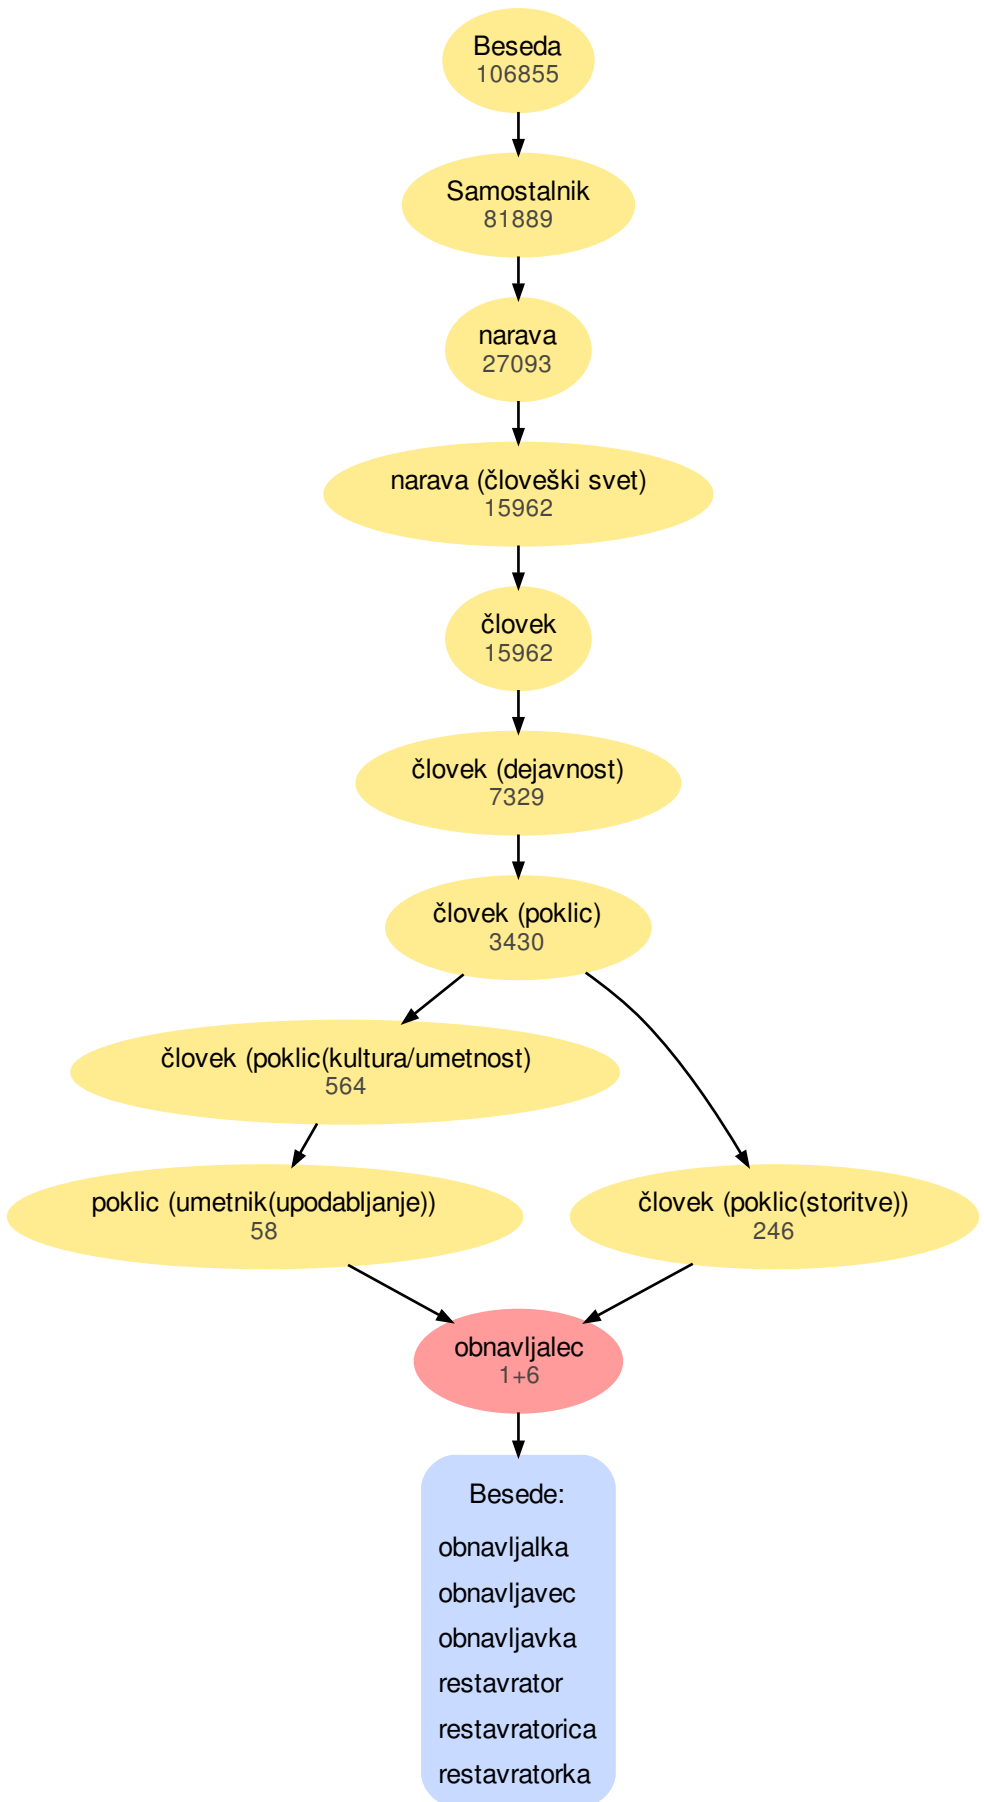 Beseda
106855
Samostalnik
81889
narava
27093
narava (človeški svet)
15962
človek
15962
človek (dejavnost)
7329
človek (poklic)
3430
človek (poklic(kultura/umetnost)
564
poklic (umetnik(upodabljanje))
58
človek (poklic(storitve))
246
obnavljalec
1+6
Besede:
obnavljalka
obnavljavec
obnavljavka
restavrator
restavratorica
restavratorka